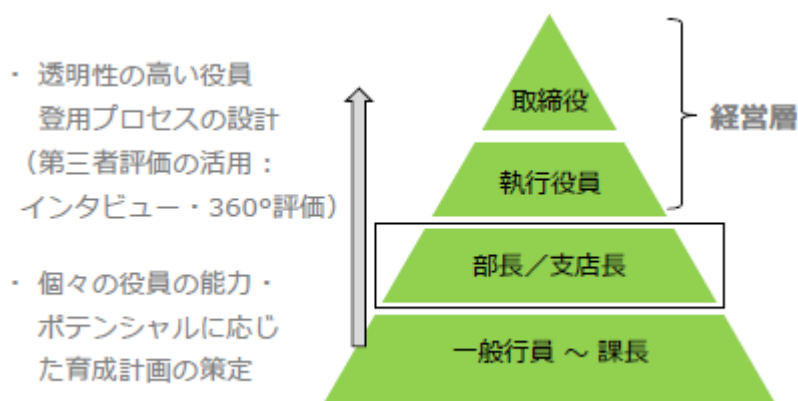 ・ 透明性の高い役員
登用プロセスの設計
（第三者評価の活用：
インタビュー・360°評価）
・ 個々の役員の能力・
ポテンシャルに応じ
た育成計画の策定
取締役
執行役員
部長／支店長
一般行員 ～ 課長
経営層